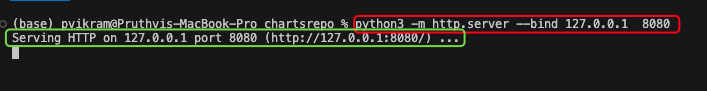 (base) pvikram@Pruthvis-MacBook-Pro chartsrepo % python3 -m http.server --bind 127.0.0.1  8080
Serving HTTP on 127.0.0.1 port 8080 (http://127.0.0.1:8080/) ...